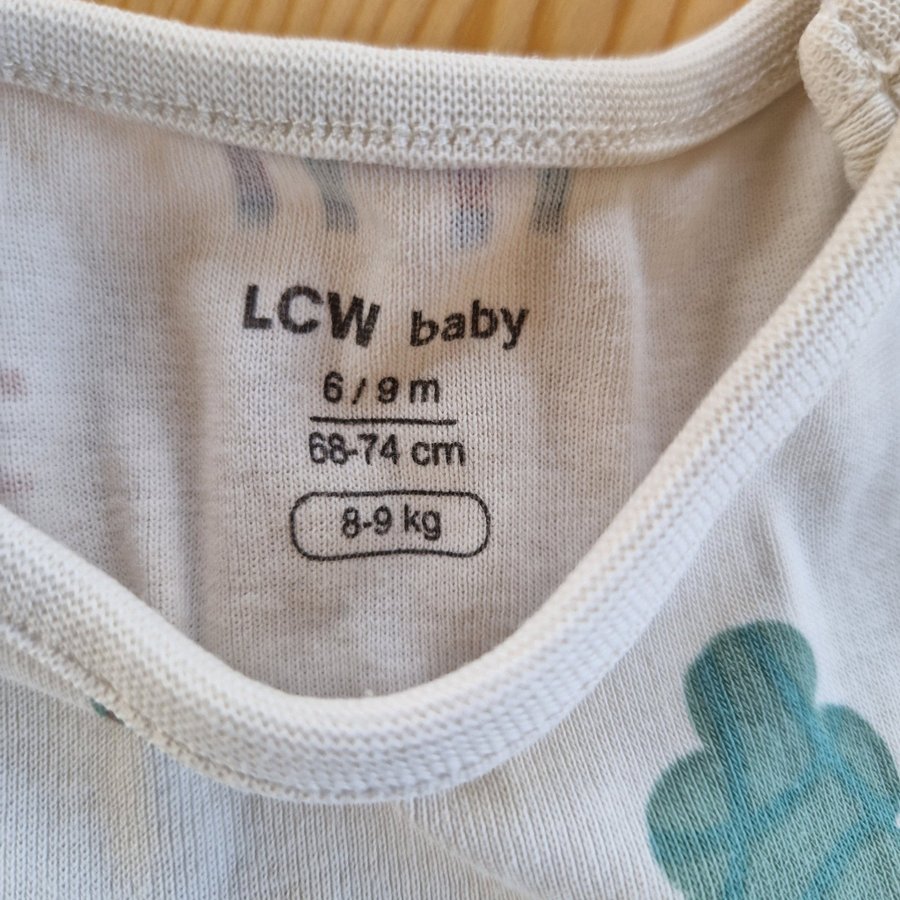 LCW baby
6 / 9 m
68-74 cm
8-9 kg